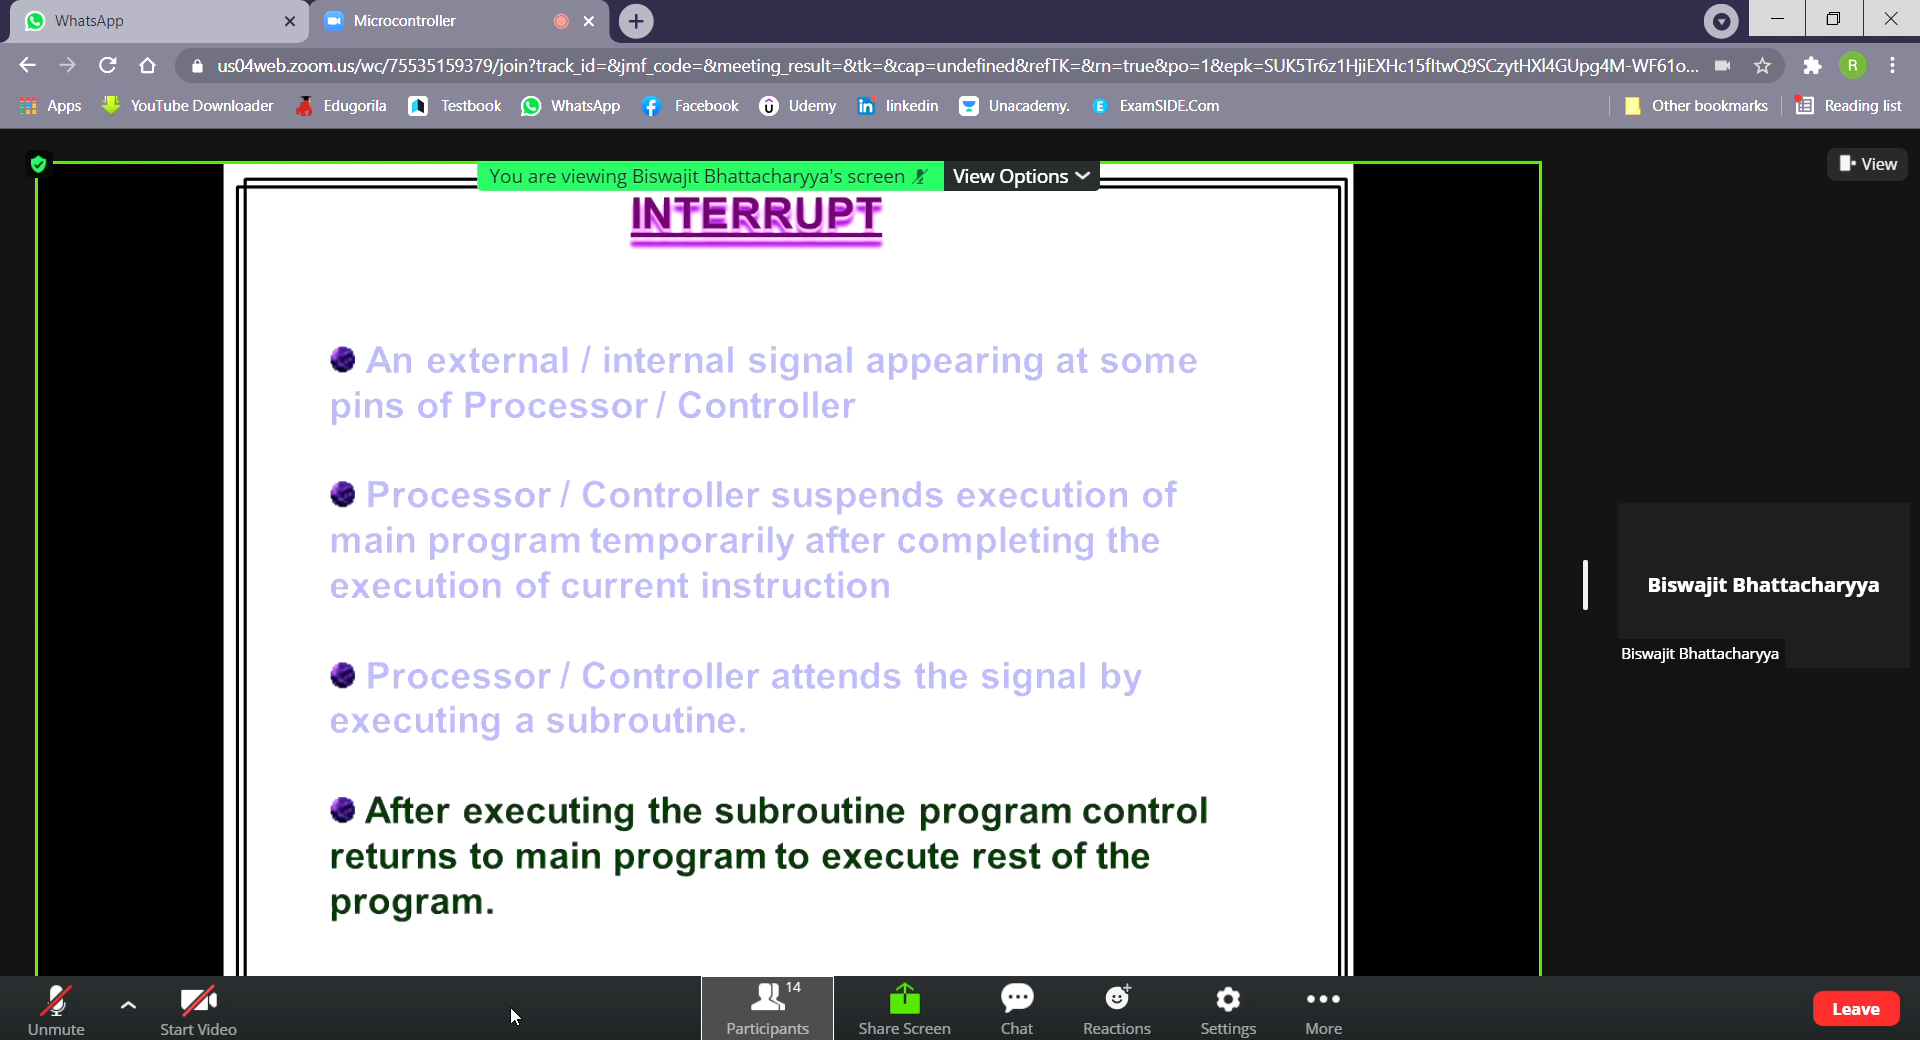 WhatsApp
Microcontroller
us04web.zoom.us/wc/75535159379/join?track_id=&jmf_code=&meeting_result=&tk=&cap=undefined&refTK=&rn=true&po=1&epk=SUK5Tr6z1HjiEXHc15fltwQ9SCzytHXl4GUpg4M-WF61o...
R
Apps YouTube Downloader Edugorila Testbook WhatsApp Facebook Udemy linkedin Unacademy. ExamSIDE.Com Other bookmarks Reading list
You are viewing Biswajit Bhattacharyya's screen View Options
View
INTERRUPT
An external / internal signal appearing at some
pins of Processor / Controller
Processor / Controller suspends execution of
main program temporarily after completing the
execution of current instruction
Processor / Controller attends the signal by
executing a subroutine.
After executing the subroutine program control
returns to main program to execute rest of the
program.
Biswajit Bhattacharyya
Biswajit Bhattacharyya
14
Unmute Start Video Participants Share Screen Chat Reactions Settings More Leave